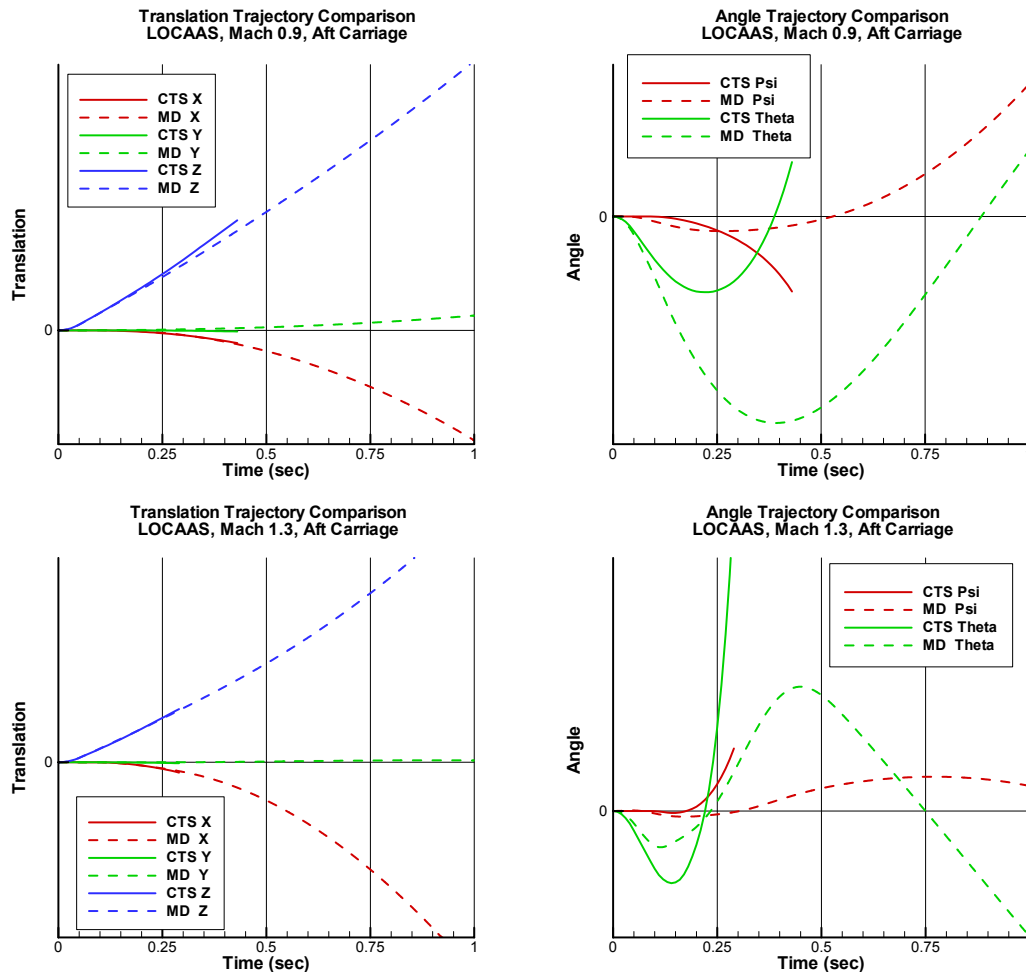 Translation Trajectory Comparison
LOCAAS, Mach 0.9, Aft Carriage
CTS X
MD X
CTS Y
MD Y
CTS Z
MD Z
Translation
0
0 0.25 0.5 0.75 1
Time (sec)
Angle Trajectory Comparison
LOCAAS, Mach 0.9, Aft Carriage
CTS Psi
MD Psi
CTS Theta
MD Theta
Angle
0
0 0.25 0.5 0.75
Time (sec)
Translation Trajectory Comparison
LOCAAS, Mach 1.3, Aft Carriage
Translation
0
CTS X
MD X
CTS Y
MD Y
CTS Z
MD Z
0 0.25 0.5 0.75 1
Time (sec)
Angle Trajectory Comparison
LOCAAS, Mach 1.3, Aft Carriage
CTS Psi
MD Psi
CTS Theta
MD Theta
Angle
0
0 0.25 0.5 0.75
Time (sec)